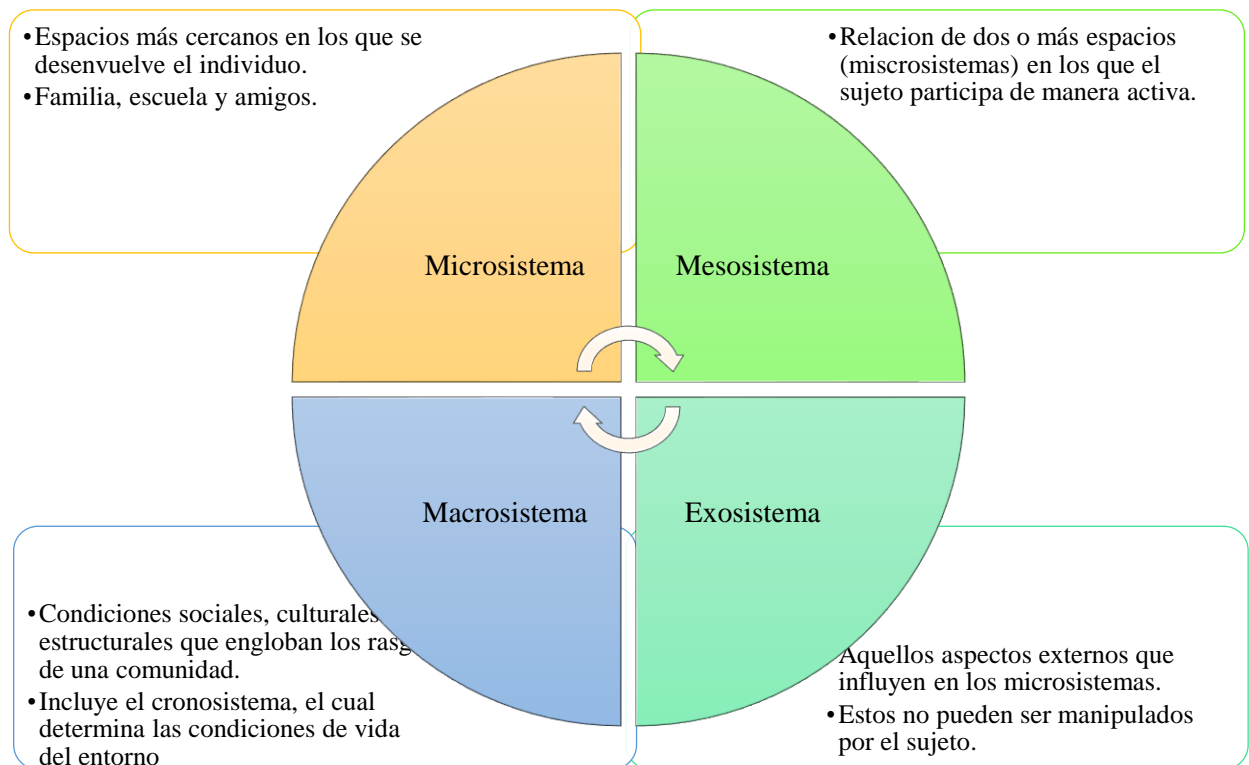 •Espacios más cercanos en los que se
desenvuelve el individuo.
•Familia, escuela y amigos.
•Relacion de dos o más espacios
(miscrosistemas) en los que el
sujeto participa de manera activa.
Microsistema
Mesosistema
Macrosistema
Exosistema
•Condiciones sociales, culturales
estructurales que engloban los
de una comunidad.
•Incluye el cronosistema, el cual
determina las condiciones de vida
del entorno
Aquellos aspectos externos que
influyen en los microsistemas.
•Estos no pueden ser manipulados
por el sujeto.